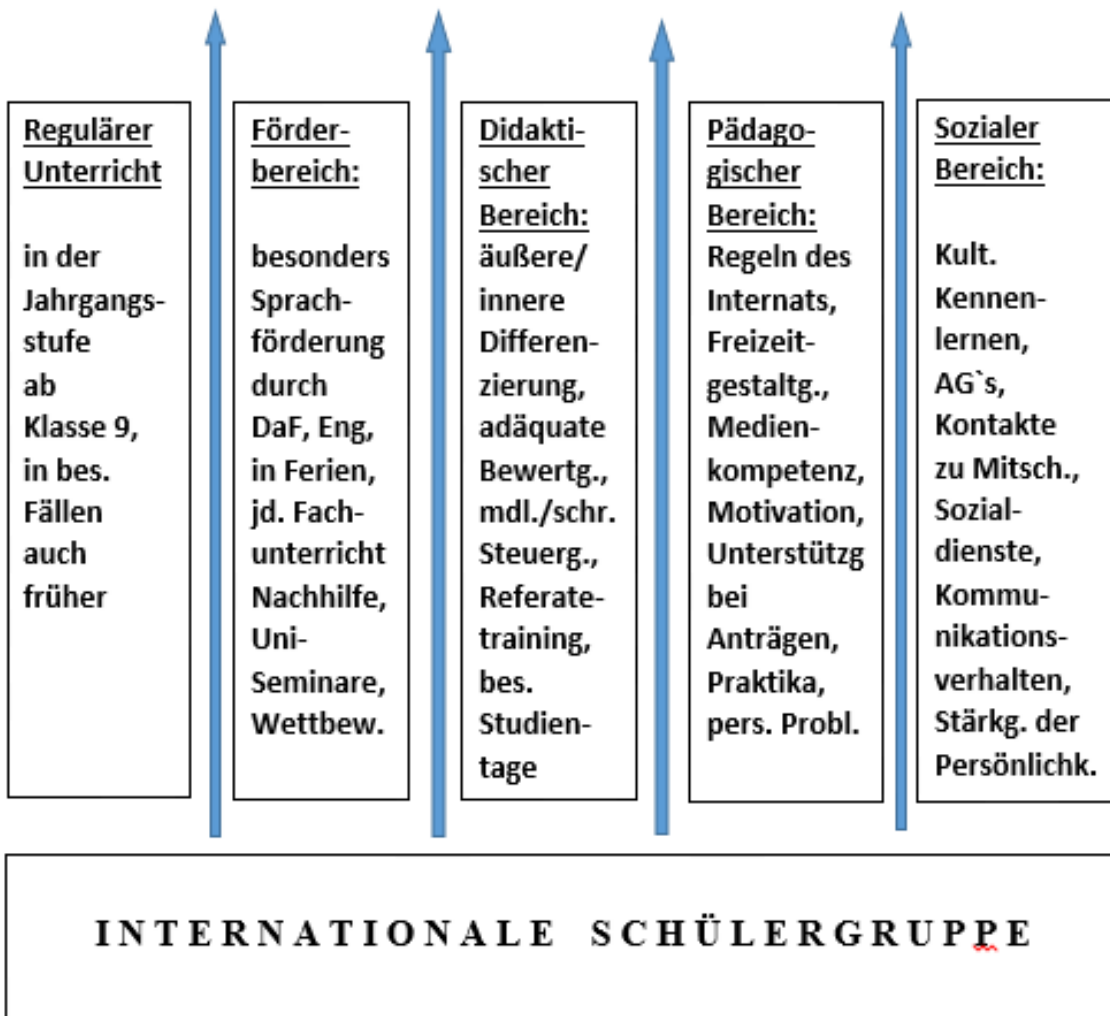 Regulärer
Unterricht
in der
Jahrgangs-
stufe
ab
Klasse 9,
in bes.
Fällen
auch
früher
Förder-
bereich:
besonders
Sprach-
förderung
durch
DaF, Eng,
in Ferien,
jd. Fach-
unterricht
Nachhilfe,
Uni-
Seminare,
Wettbew.
Didakti-
scher
Bereich:
äußere/
innere
Differen-
zierung,
adäquate
Bewertg.,
mdl./schr.
Steuerg.,
Referate-
training,
bes.
Studien-
tage
Pädago-
gischer
Bereich:
Regeln des
Internats,
Freizeit-
gestaltg.,
Medien-
kompetenz,
Motivation,
Unterstützg
bei
Anträgen,
Praktika,
pers. Probl.
Sozialer
Bereich:
Kult.
Kennen-
lernen,
AG`s,
Kontakte
zu Mitsch.,
Sozial-
dienste,
Kommu-
nikations-
verhalten,
Stärkg. der
Persönlichk.
INTERNATIONALE SCHÜLERGRUPPE